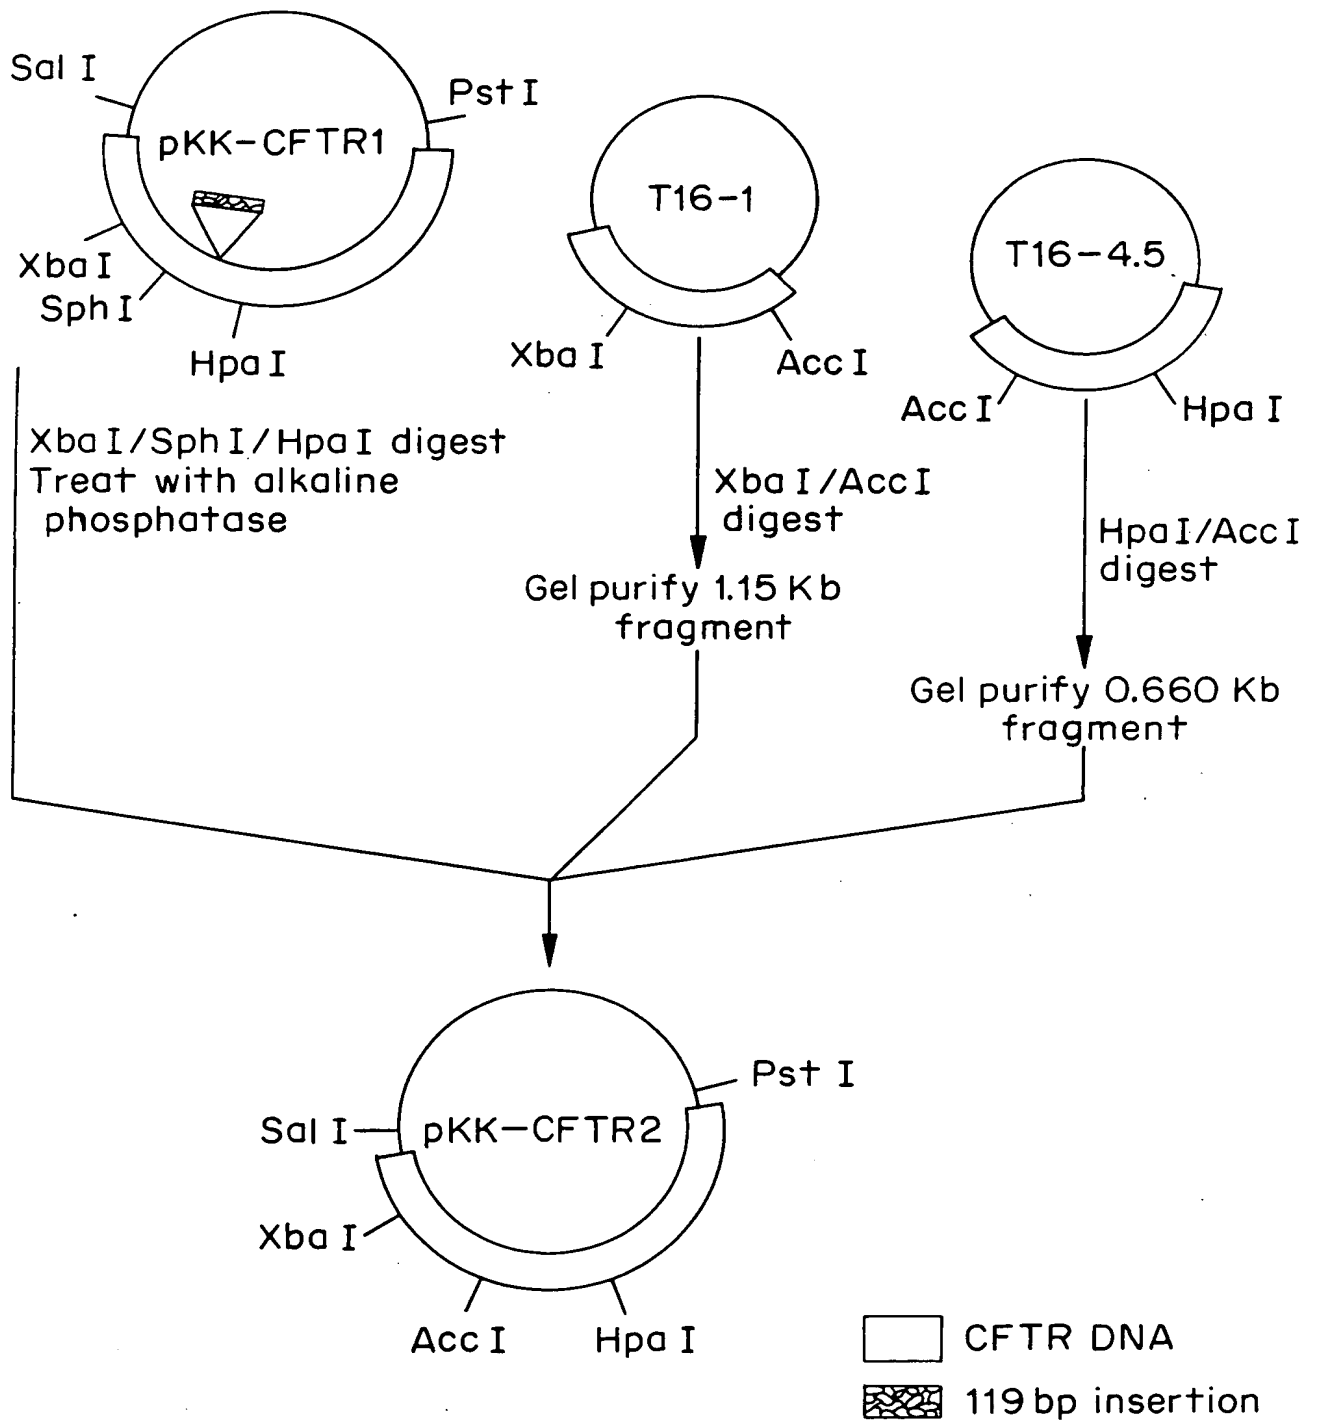 Sal I
Pst I
pKK-CFTR1
Xba I
Sph I
Hpa I
T16-1
Xba I
Acc I
T16-4.5
Acc I
Hpa I
Xba I/Sph I/Hpa I digest
Treat with alkaline
phosphatase
Xba I/Acc I
digest
Gel purify 1.15 Kb
fragment
Hpa I/Acc I
digest
Gel purify 0.660 Kb
fragment
Pst I
Sal I
pKK-CFTR2
Xba I
Acc I
Hpa I
CFTR DNA
119 bp insertion